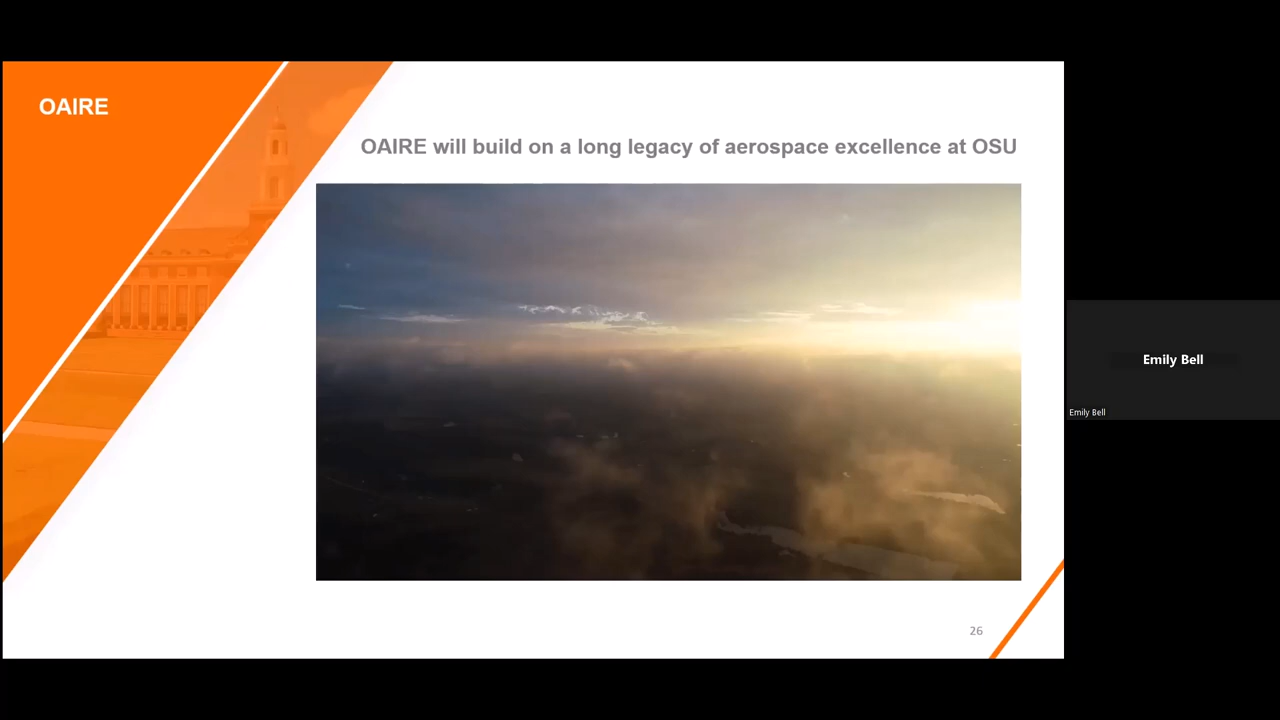 OAIRE
OAIRE will build on a long legacy of aerospace excellence at OSU
26
Emily Bell
Emily Bell